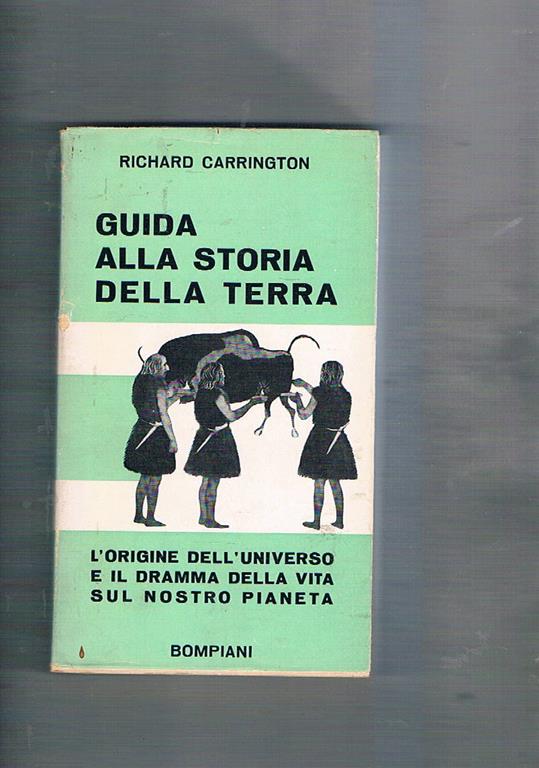 RICHARD CARRINGTON
GUIDA
ALLA STORIA
DELLA TERRA
L'ORIGINE DELL'UNIVERSO
E IL DRAMMA DELLA VITA
SUL NOSTRO PIANETA
BOMPIANI